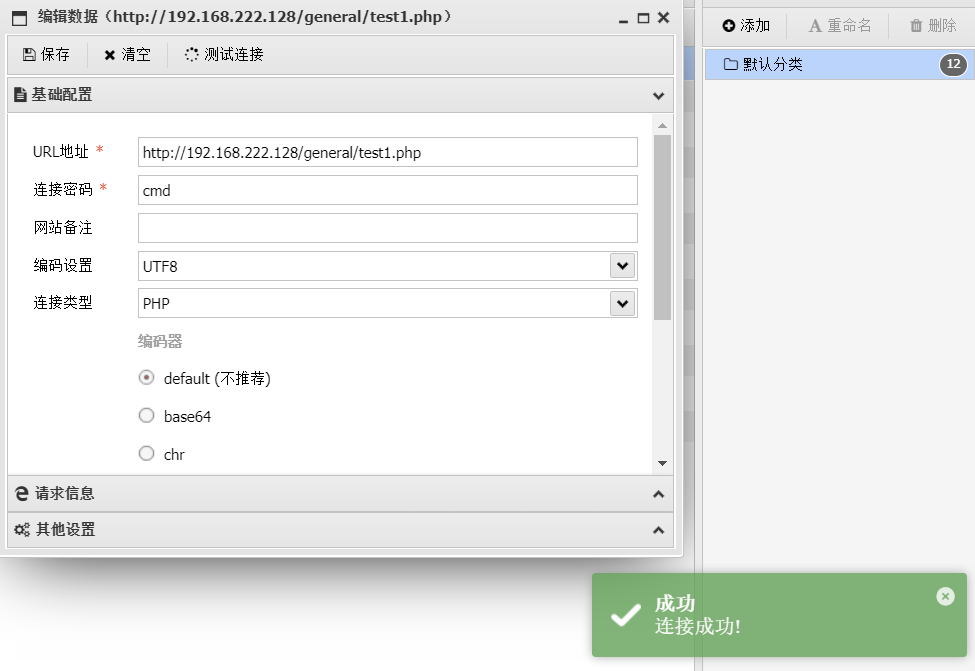 编辑数据（http://192.168.222.128/general/test1.php）
保存 清空 测试连接
添加 重命名 删除
默认分类 12
基础配置
URL地址 * http://192.168.222.128/general/test1.php
连接密码 * cmd
网站备注
编码设置 UTF8
连接类型 PHP
编码器
default (不推荐)
base64
chr
请求信息
其他设置
成功
连接成功!